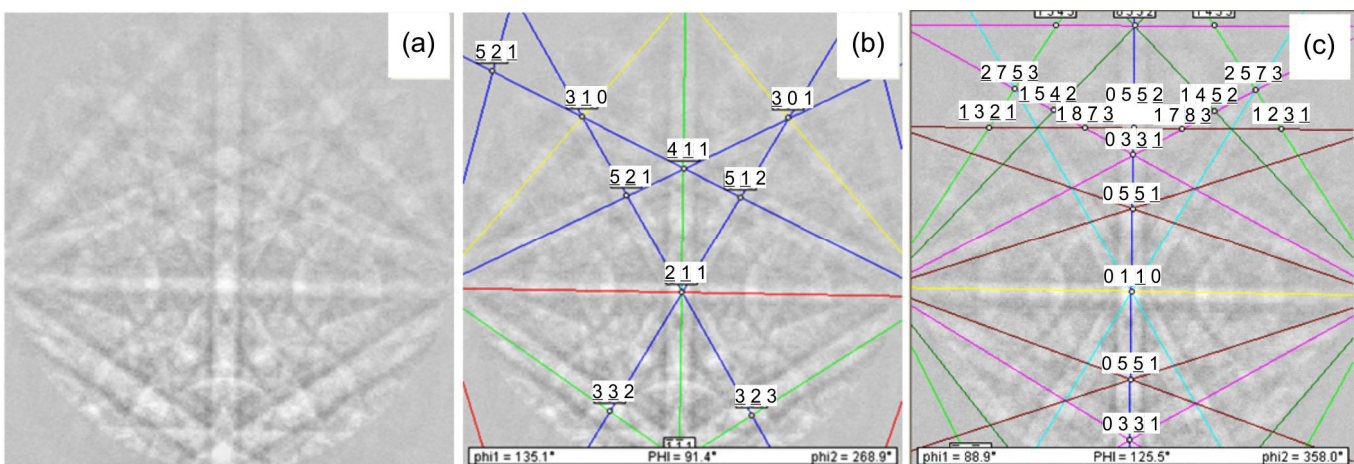 (a)
(b)
5 2 1
3 1 0
3 0 1
4 1 1
5 2 1
5 1 2
2 1 1
3 3 2
3 2 3
phi1 = 135.1° PHI = 91.4° phi2 = 268.9°
(c)
2 7 5 3
2 5 7 3
1 5 4 2
0 5 5 2
1 4 5 2
1 3 2 1
1 8 7 3
1 7 8 3
1 2 3 1
0 3 3 1
0 5 5 1
0 1 1 0
0 5 5 1
0 3 3 1
phi1 = 88.9° PHI = 125.5° phi2 = 358.0°